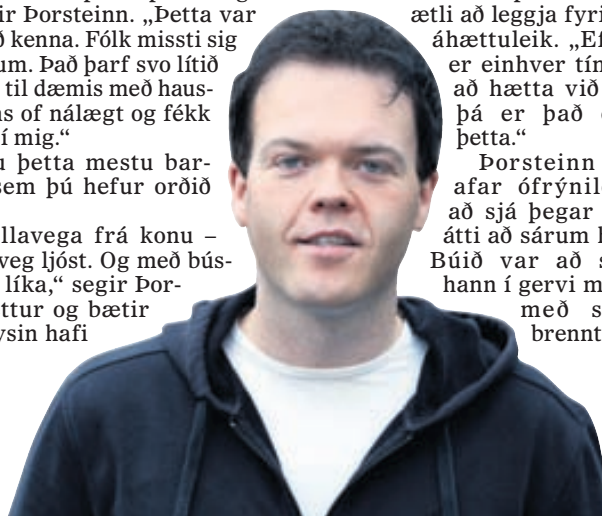 ir Þorsteinn. „Þetta var
ð kenna. Fólk missti sig
um. Það þarf svo lítið
til dæmis með haus-
of nálægt og fékk
í mig.“
u þetta mestu bar-
sem þú hefur orðið
llavega frá konu –
veg ljóst. Og með bús-
líka,“ segir Þor-
ttur og bætir
ysin hafi
ætli að leggja fyri
áhættuleik. „Ef
er einhver
að hætta við
þá er það
þetta.“
Þorsteinn
afar ófrýnil
að sjá þegar
átti að sárum
Búið var að s
hann í gervi m
með s
brennt